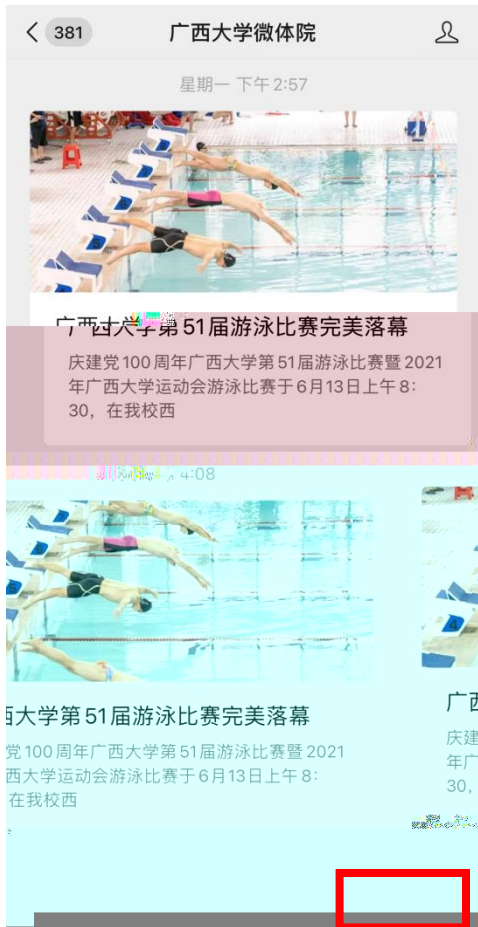 381
广西大学微体院
星期一 下午2:57
广西大学第51届游泳比赛完美落幕
庆建党100周年广西大学第51届游泳比赛暨2021
年广西大学运动会游泳比赛于6月13日上午8：
30，在我校西
4:08
西大学第51届游泳比赛完美落幕
党100周年广西大学第51届游泳比赛暨2021
西大学运动会游泳比赛于6月13日上午8：
在我校西
广
庆建
年广
30，